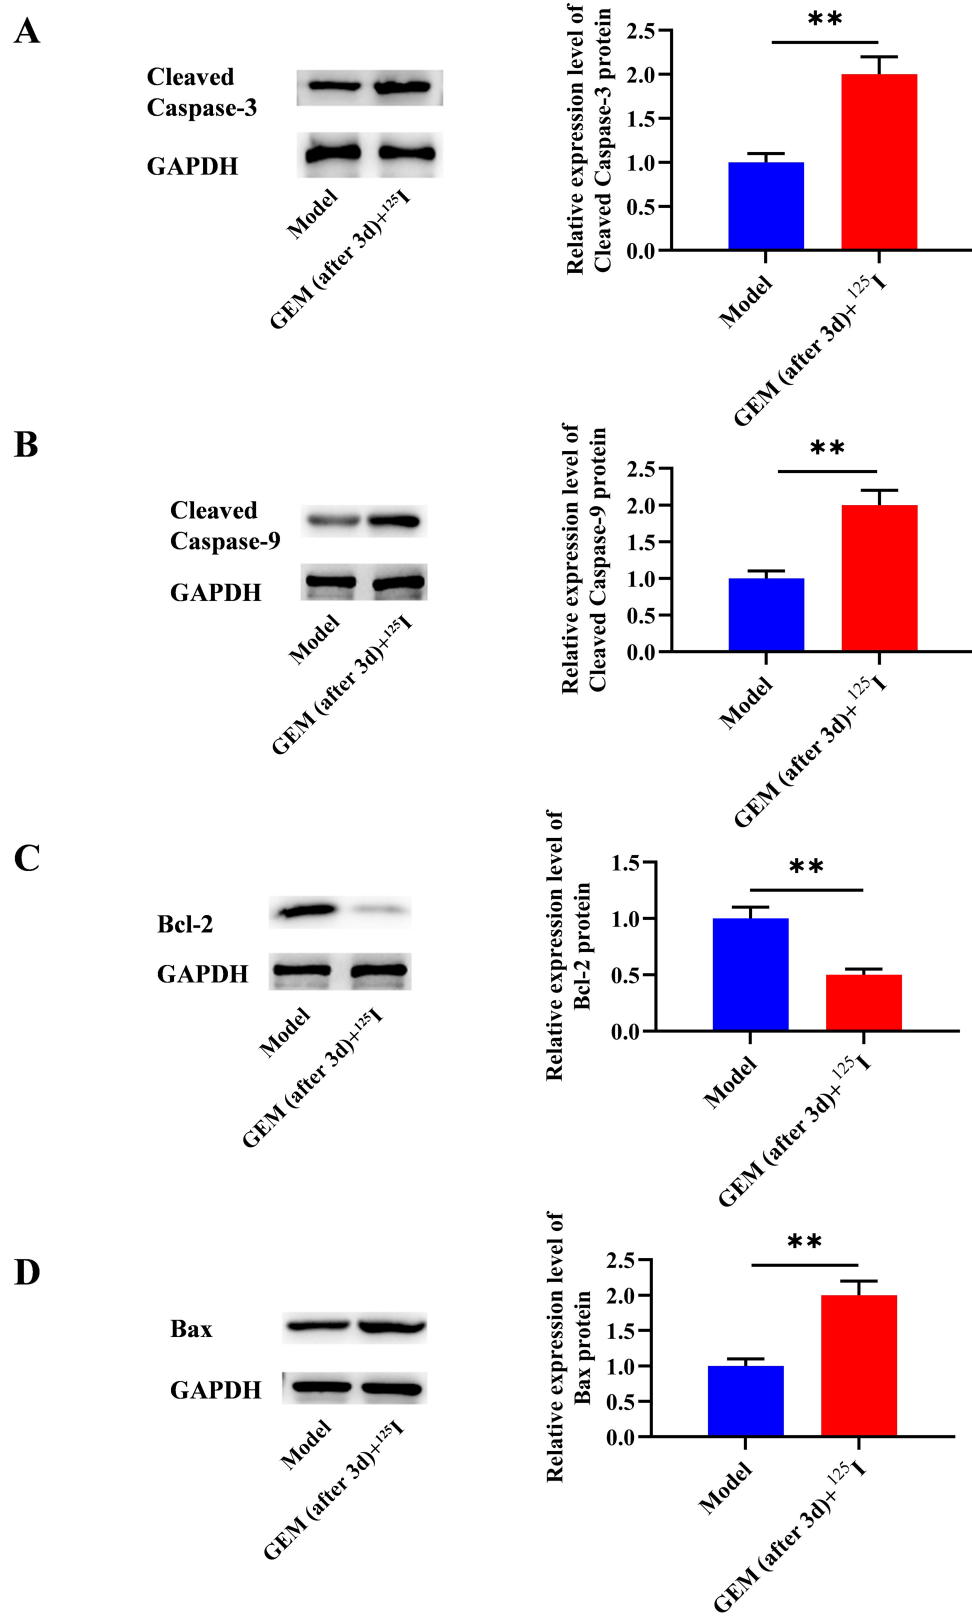 A
Cleaved
Caspase-3
GAPDH
Model
GEM (after 3d)+¹²⁵I
Relative expression level of
Cleaved Caspase-3 protein
2.5
2.0
1.5
1.0
0.5
0.0
**
Model
GEM (after 3d)+¹²⁵I
B
Cleaved
Caspase-9
GAPDH
Model
GEM (after 3d)+¹²⁵I
Relative expression level of
Cleaved Caspase-9 protein
2.5
2.0
1.5
1.0
0.5
0.0
**
Model
GEM (after 3d)+¹²⁵I
C
Bcl-2
GAPDH
Model
GEM (after 3d)+¹²⁵I
Relative expression level of
Bcl-2 protein
1.5
1.0
0.5
0.0
**
Model
GEM (after 3d)+¹²⁵I
D
Bax
GAPDH
Model
GEM (after 3d)+¹²⁵I
Relative expression level of
Bax protein
2.5
2.0
1.5
1.0
0.5
0.0
**
Model
GEM (after 3d)+¹²⁵I